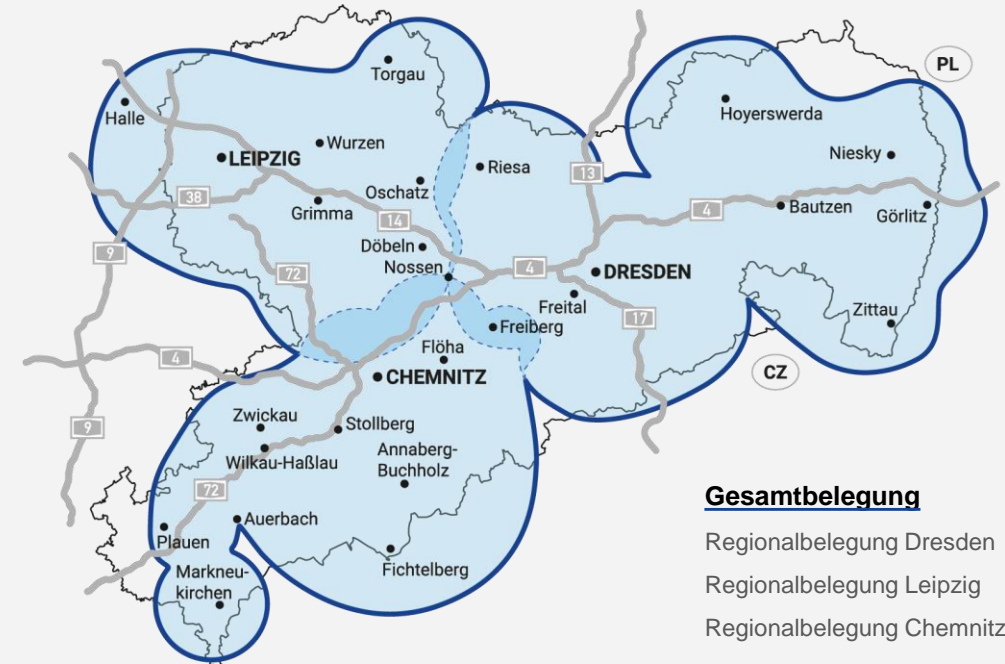 Torgau
PL
Halle
Hoyerswerda
Wurzen
LEIPZIG
Riesa
Niesky
13
Oschatz
38
Grimma
14
4
Bautzen
Görlitz
Döbeln
9
Nossen
72
4
DRESDEN
Freital
17
Zittau
Freiberg
Flöha
4
CHEMNITZ
CZ
Zwickau
Stollberg
9
Wilkau-Haßlau
Annaberg-
Buchholz
72
Auerbach
Plauen
Markneu-
kirchen
Fichtelberg
Gesamtbelegung
Regionalbelegung Dresden
Regionalbelegung Leipzig
Regionalbelegung Chemnitz